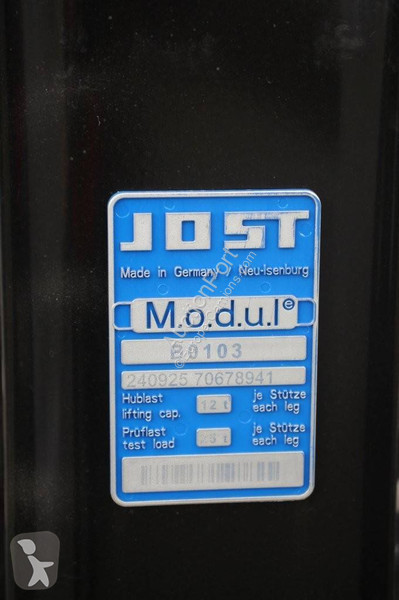 JOST
Made in Germany / Neu-Isenburg
M.o.d.u.l e
B0103
240925 70678941
Hublast 12 t je Stütze
lifting cap. each leg
Prüflast 25 t je Stütze
test load each leg